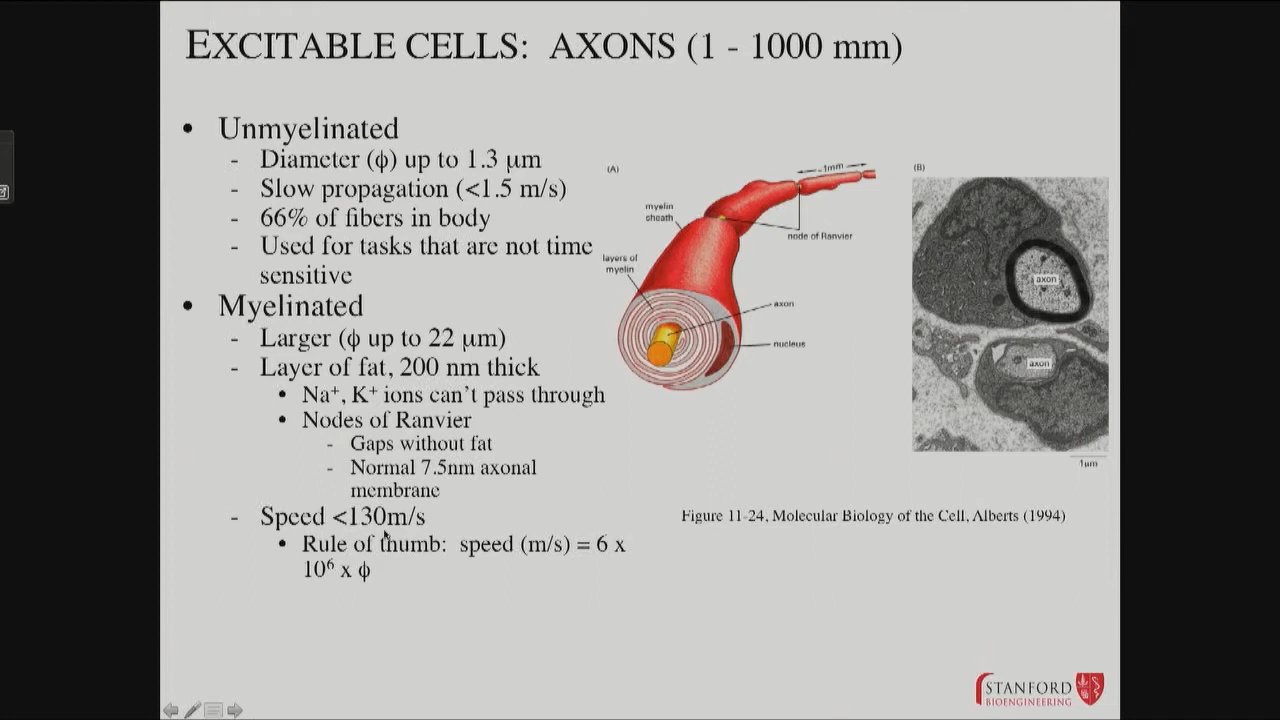 EXCITABLE CELLS: AXONS (1 - 1000 mm)
• Unmyelinated
- Diameter (ϕ) up to 1.3 µm
- Slow propagation (<1.5 m/s)
- 66% of fibers in body
- Used for tasks that are not time
sensitive
• Myelinated
- Larger (ϕ up to 22 µm)
- Layer of fat, 200 nm thick
• Na⁺, K⁺ ions can’t pass through
• Nodes of Ranvier
- Gaps without fat
- Normal 7.5nm axonal
membrane
- Speed <130m/s
• Rule of thumb: speed (m/s) = 6 x
10⁶ x ϕ
(A)
1mm
myelin
sheath
node of Ranvier
layers of
myelin
axon
nucleus
(B)
axon
axon
1µm
Figure 11-24, Molecular Biology of the Cell, Alberts (1994)
STANFORD
BIOENGINEERING